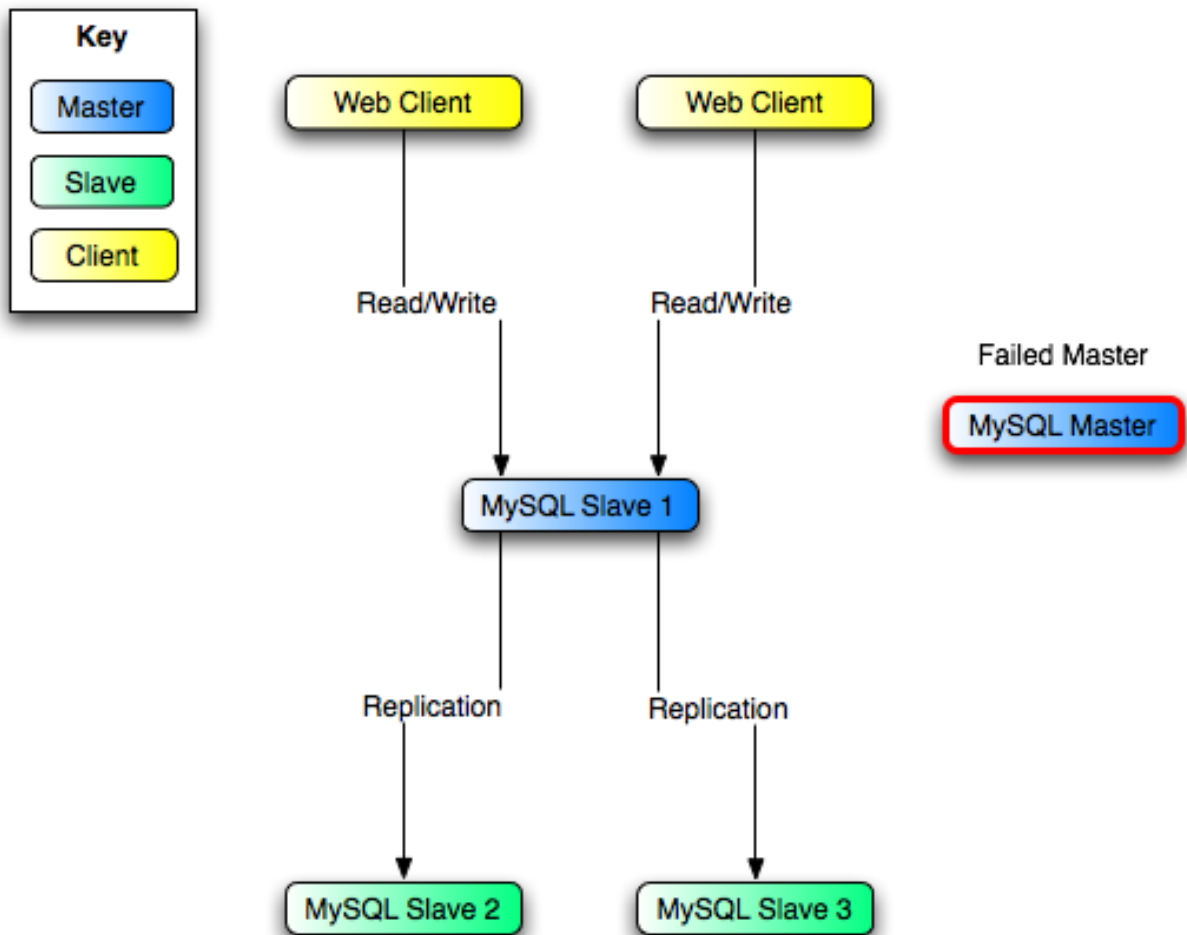 Key
Master
Slave
Client
Web Client
Web Client
Read/Write
Read/Write
Failed Master
MySQL Master
MySQL Slave 1
Replication
Replication
MySQL Slave 2
MySQL Slave 3